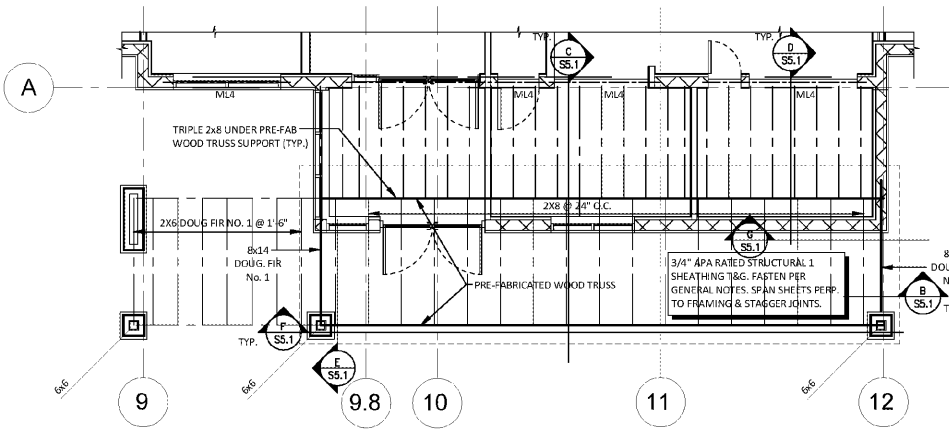 TYP.
C
S5.1
TYP.
D
S5.1
A
ML4
ML4
ML4
ML4
TRIPLE 2x8 UNDER PRE-FAB
WOOD TRUSS SUPPORT (TYP.)
2X6 DOUG FIR NO. 1 @ 1'-6"
2X8 @ 24" O.C.
8x14
DOUG. FIR
No. 1
G
S5.1
3/4" APA RATED STRUCTURAL 1
SHEATHING T&G. FASTEN PER
GENERAL NOTES. SPAN SHEETS PERP.
TO FRAMING & STAGGER JOINTS.
PRE-FABRICATED WOOD TRUSS
8
DOU
N
B
S5.1
T
F
S5.1
TYP.
E
S5.1
6x6
6x6
6x6
9
9.8
10
11
12